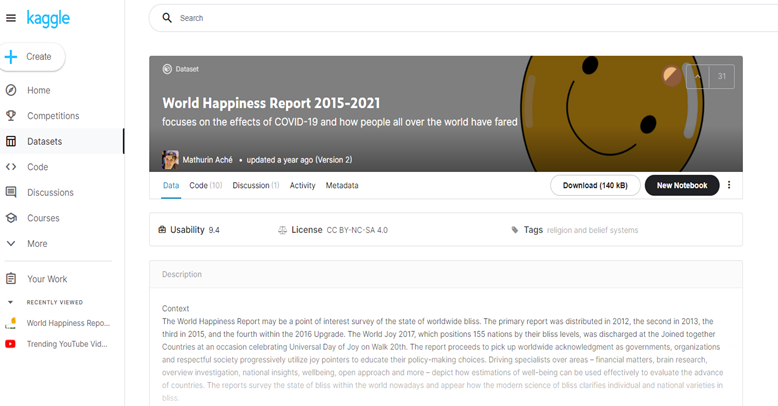 kaggle
Search
Create
Home
Competitions
Datasets
Code
Discussions
Courses
More
Your Work
RECENTLY VIEWED
World Happiness Repo...
Trending YouTube Vid...
Dataset
31
World Happiness Report 2015-2021
focuses on the effects of COVID-19 and how people all over the world have fared
Mathurin Aché • updated a year ago (Version 2)
Data Code (10) Discussion (1) Activity Metadata
Download (140 kB)
New Notebook
Usability 9.4
License CC BY-NC-SA 4.0
Tags religion and belief systems
Description
Context
The World Happiness Report may be a point of interest survey of the state of worldwide bliss. The primary report was distributed in 2012, the second in 2013, the
third in 2015, and the fourth within the 2016 Upgrade. The World Joy 2017, which positions 155 nations by their bliss levels, was discharged at the Joined together
Countries at an occasion celebrating Universal Day of Joy on Walk 20th. The report proceeds to pick up worldwide acknowledgment as governments, organizations
and respectful society progressively utilize joy pointers to educate their policy-making choices. Driving specialists over areas – financial matters, brain research,
overview investigation, national insights, wellbeing, open approach and more – depict how estimations of well-being can be used effectively to evaluate the advance
of countries. The reports survey the state of bliss within the world nowadays and appear how the modern science of bliss clarifies individual and national varieties in
bliss.